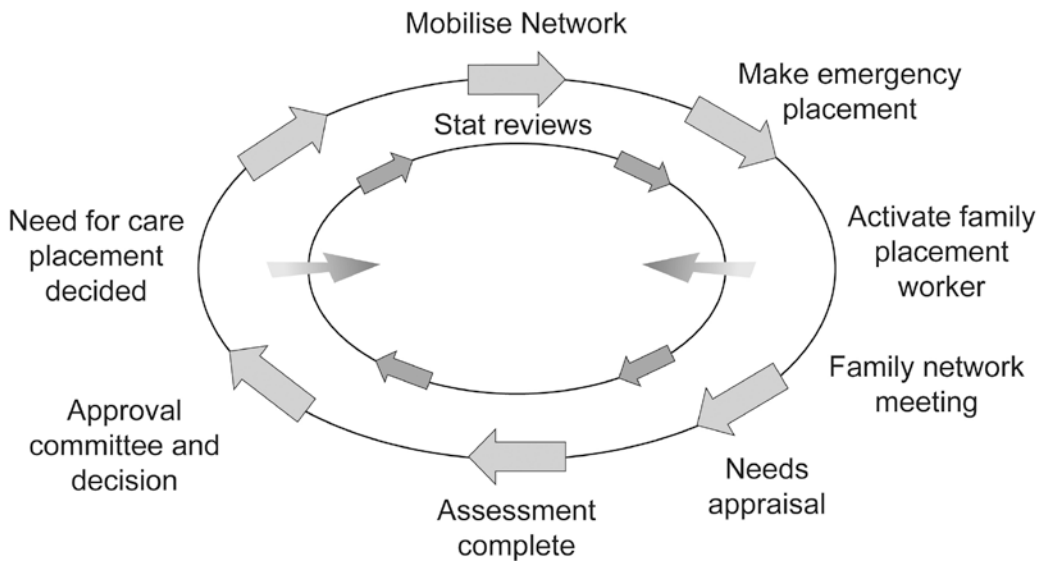 Mobilise Network
Make emergency
placement
Stat reviews
Need for care
placement
decided
Activate family
placement
worker
Family network
meeting
Approval
committee and
decision
Needs
appraisal
Assessment
complete